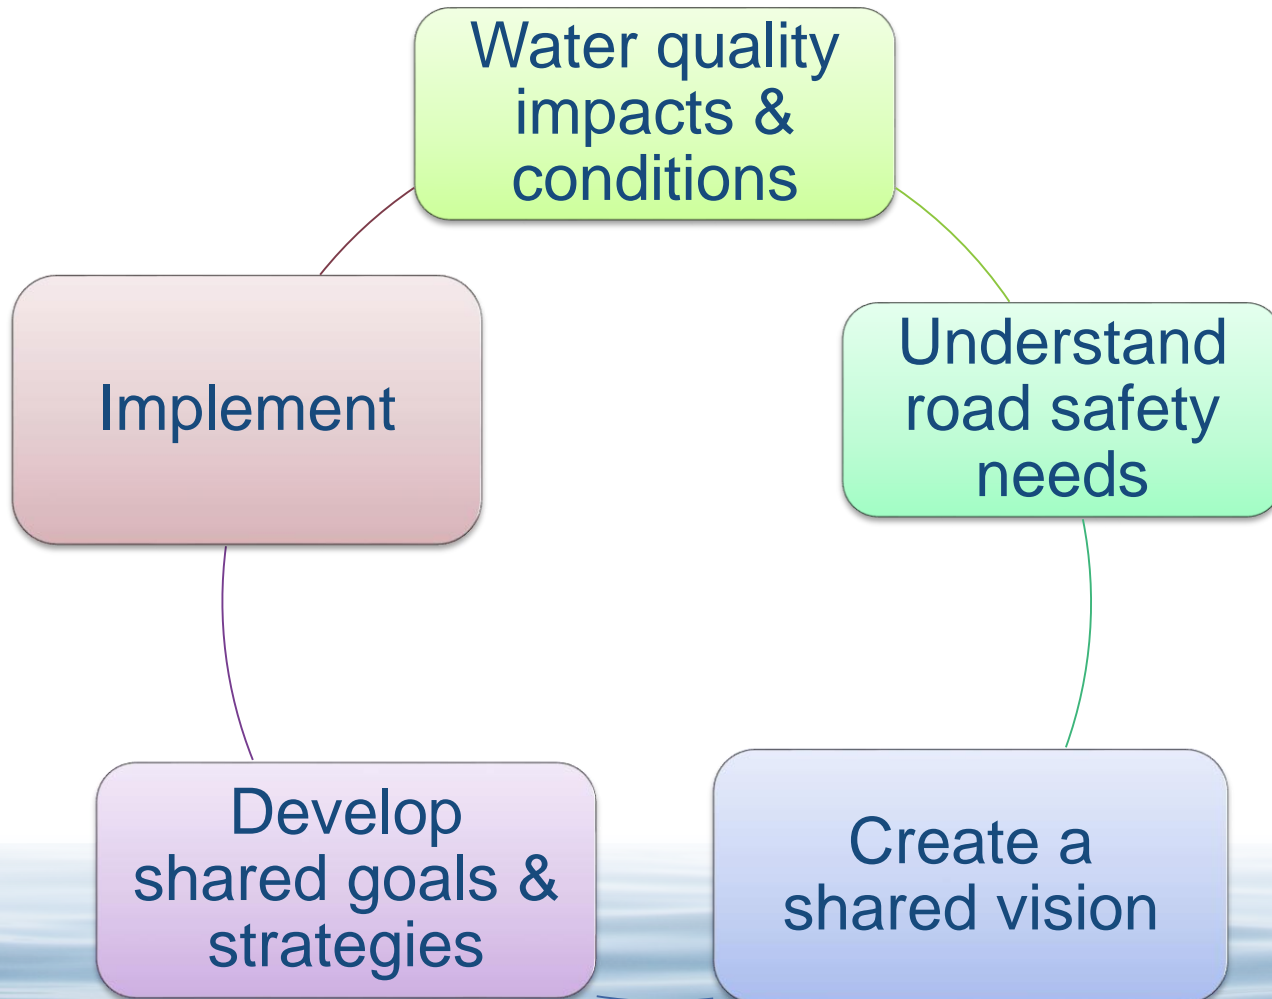 Water quality
impacts &
conditions
Understand
road safety
needs
Create a
shared vision
Develop
shared goals &
strategies
Implement